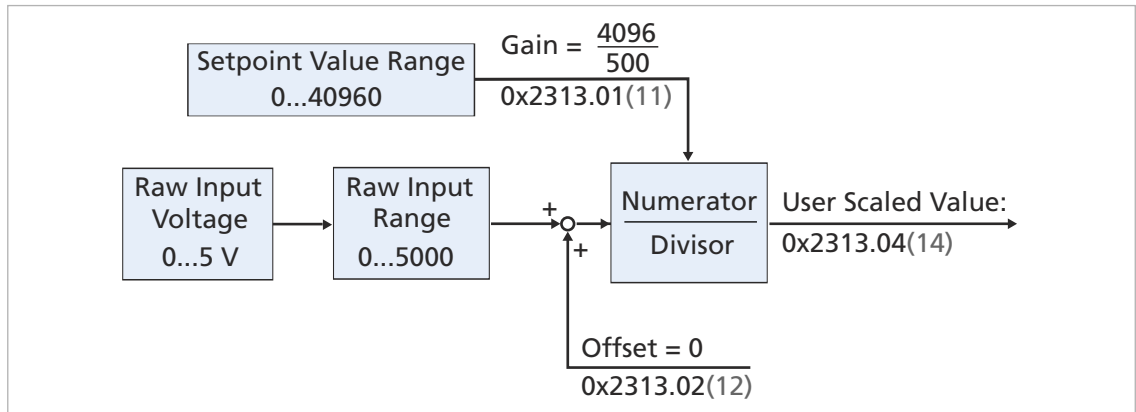 Setpoint Value Range
0...40960
Gain = 4096
500
0x2313.01(11)
Raw Input
Voltage
0...5 V
Raw Input
Range
0...5000
+
+
Numerator
Divisor
User Scaled Value:
0x2313.04(14)
Offset = 0
0x2313.02(12)